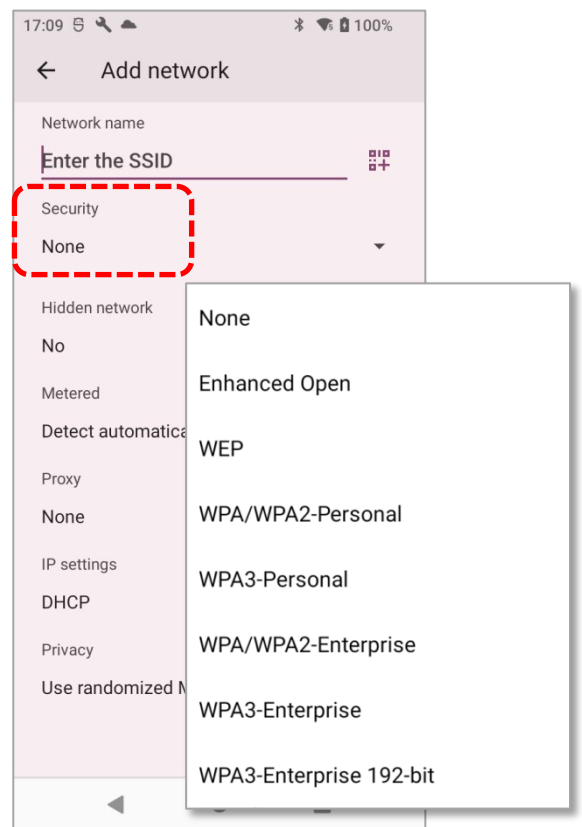 17:09 100%
Add network
Network name
Enter the SSID
Security
None
Hidden network
No
Metered
Detect automatica
Proxy
None
IP settings
DHCP
Privacy
Use randomized M
None
Enhanced Open
WEP
WPA/WPA2-Personal
WPA3-Personal
WPA/WPA2-Enterprise
WPA3-Enterprise
WPA3-Enterprise 192-bit